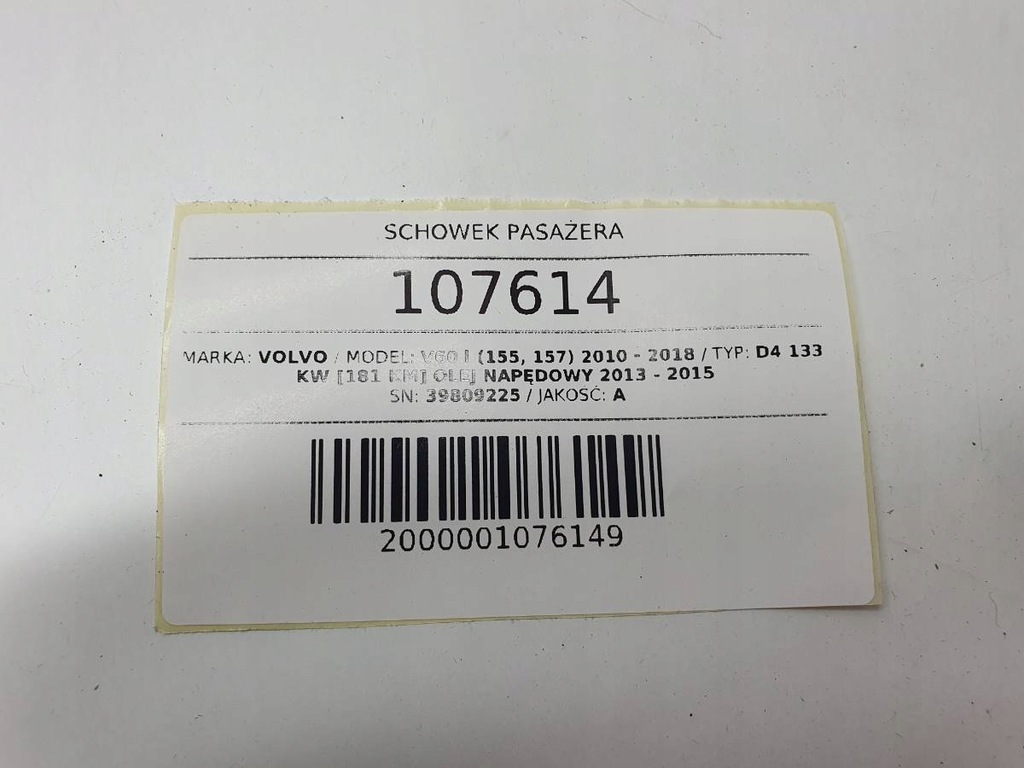 SCHOWEK PASAŻERA
107614
MARKA: VOLVO / MODEL: V60 I (155, 157) 2010 - 2018 / TYP: D4 133
KW [181 KM] OLEJ NAPĘDOWY 2013 - 2015
SN: 39809225 / JAKOŚĆ: A
2000001076149